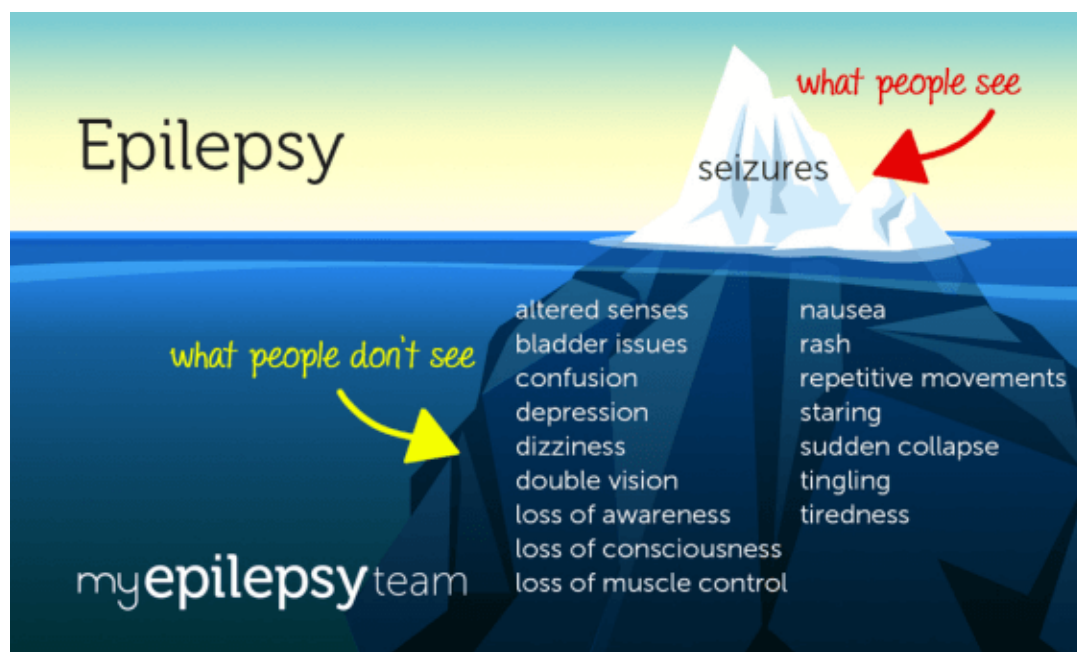 what people see
Epilepsy
seizures
what people don't see
altered senses
bladder issues
confusion
depression
dizziness
double vision
loss of awareness
loss of consciousness
loss of muscle control
nausea
rash
repetitive movements
staring
sudden collapse
tingling
tiredness
myepilepsyteam